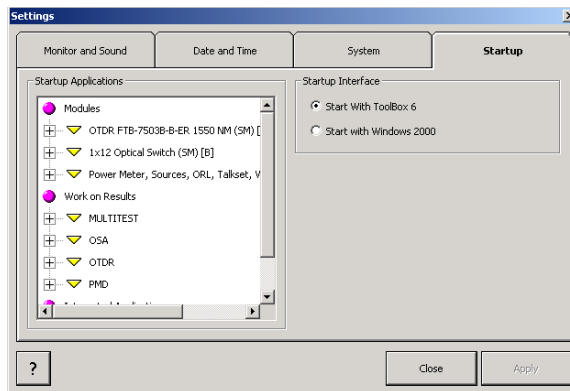 Settings
Monitor and Sound
Date and Time
System
Startup
Startup Applications
Modules
OTDR FTB-7503B-B-ER 1550 NM (SM) [
1x12 Optical Switch (SM) [B]
Power Meter, Sources, ORL, Talkset, V
Work on Results
MULTITEST
OSA
OTDR
PMD
Startup Interface
Start With ToolBox 6
Start with Windows 2000
?
Close
Apply